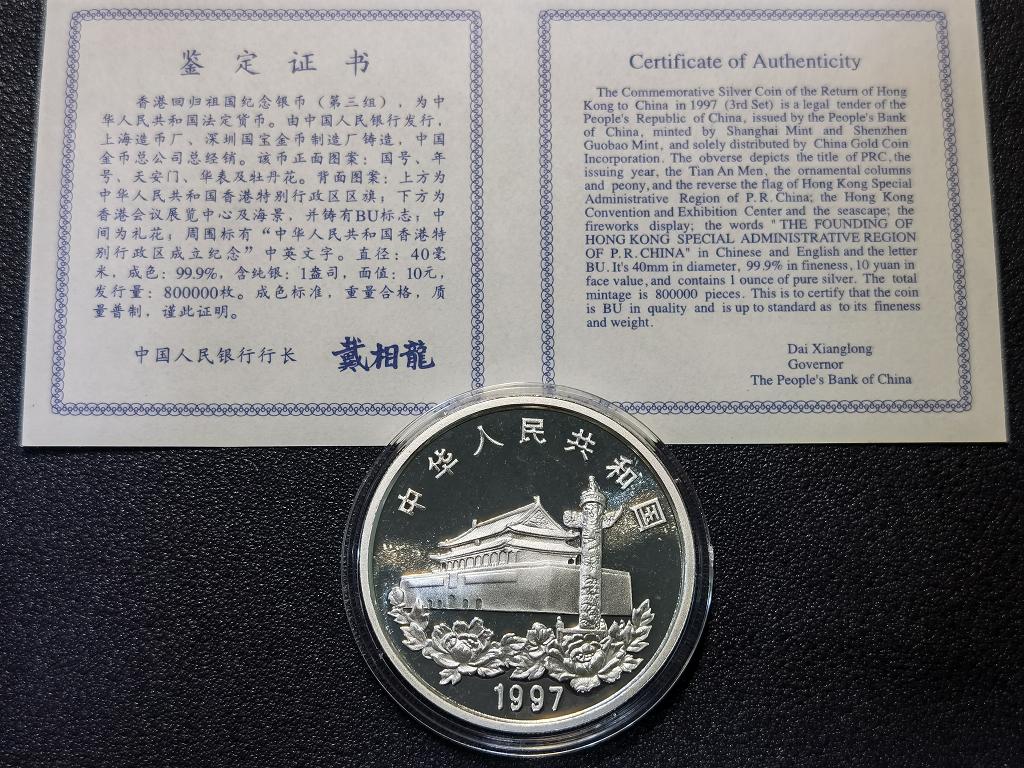 鉴定证书
香港回归祖国纪念银币（第三组），为中
华人民共和国法定货币。由中国人民银行发行，
上海造币厂、深圳国宝金币制造厂铸造，中国
金币总公司总经销。该币正面图案：国号、年
号、天安门、华表及牡丹花。背面图案：上方为
中华人民共和国香港特别行政区区旗；下方为
香港会议展览中心及海景，并铸有BU标志；中
间为礼花；周围标有“中华人民共和国香港特
别行政区成立纪念”中英文字。直径：40毫
米，成色：99.9%，含纯银：1盎司，面值：10元，
发行量：800000枚。成色标准，重量合格，质
量普制，谨此证明。
中国人民银行行长 戴相龍
Certificate of Authenticity
The Commemorative Silver Coin of the Return of Hong
Kong to China in 1997 (3rd Set) is a legal tender of the
People's Republic of China, issued by the People's Bank
of China, minted by Shanghai Mint and Shenzhen
Guobao Mint, and solely distributed by China Gold Coin
Incorporation. The obverse depicts the title of PRC, the
issuing year, the Tian An Men, the ornamental columns
and peony, and the reverse the flag of Hong Kong Special
Administrative Region of P. R. China; the Hong Kong
Convention and Exhibition Center and the seascape; the
fireworks display; the words "THE FOUNDING OF
HONG KONG SPECIAL ADMINISTRATIVE REGION
OF P. R. CHINA" in Chinese and English and the letter
BU. It's 40mm in diameter, 99.9% in fineness, 10 yuan in
face value, and contains 1 ounce of pure silver. The total
mintage is 800000 pieces. This is to certify that the coin
is BU in quality and is up to standard as to its fineness
and weight.
Dai Xianglong
Governor
The People's Bank of China
中华人民共和国
1997